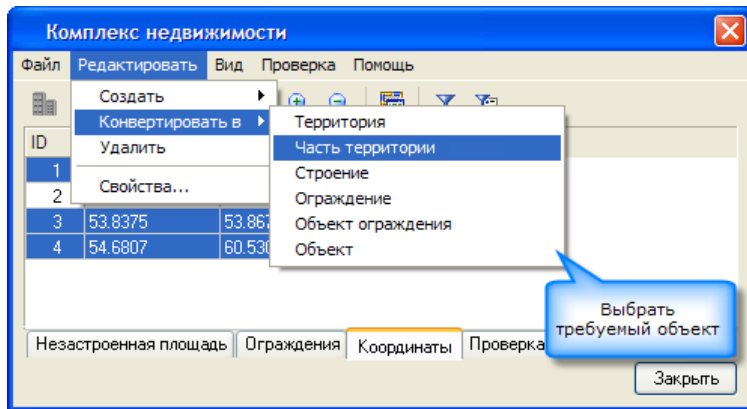 Комплекс недвижимости
Файл Редактировать Вид Проверка Помощь
Создать
Конвертировать в
Удалить
Свойства...
Территория
Часть территории
Строение
Ограждение
Объект ограждения
Объект
ID
1
2
3 53.8375 53.867
4 54.6807 60.530
Выбрать
требуемый объект
Незастроенная площадь Ограждения Координаты Проверка
Закрыть